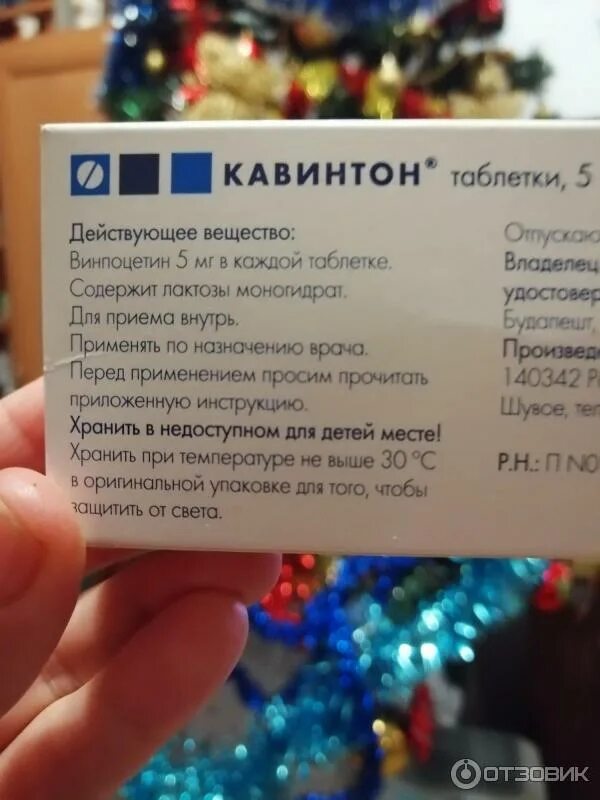 КАВИНТОН® таблетки, 5
Действующее вещество:
Винпоцетин 5 мг в каждой таблетке.
Содержит лактозы моногидрат.
Для приема внутрь.
Применять по назначению врача.
Перед применением просим прочитать
приложенную инструкцию.
Хранить в недоступном для детей месте!
Хранить при температуре не выше 30 °C
в оригинальной упаковке для того, чтобы
защитить от света.
Отпускаю
Владелец
удостовер
Будапешт,
Произведе
140342 Р
Шувое, тел
Р.Н.: П N0
ОТЗОВИК